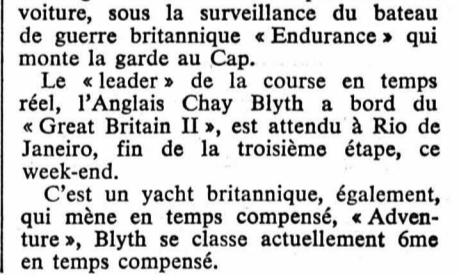 voiture, sous la surveillance du bateau
de guerre britannique « Endurance » qui
monte la garde au Cap.
Le « leader » de la course en temps
réel, l'Anglais Chay Blyth a bord du
« Great Britain II », est attendu à Rio de
Janeiro, fin de la troisième étape, ce
week-end.
C'est un yacht britannique, également,
qui mène en temps compensé, « Adven-
ture », Blyth se classe actuellement 6me
en temps compensé.